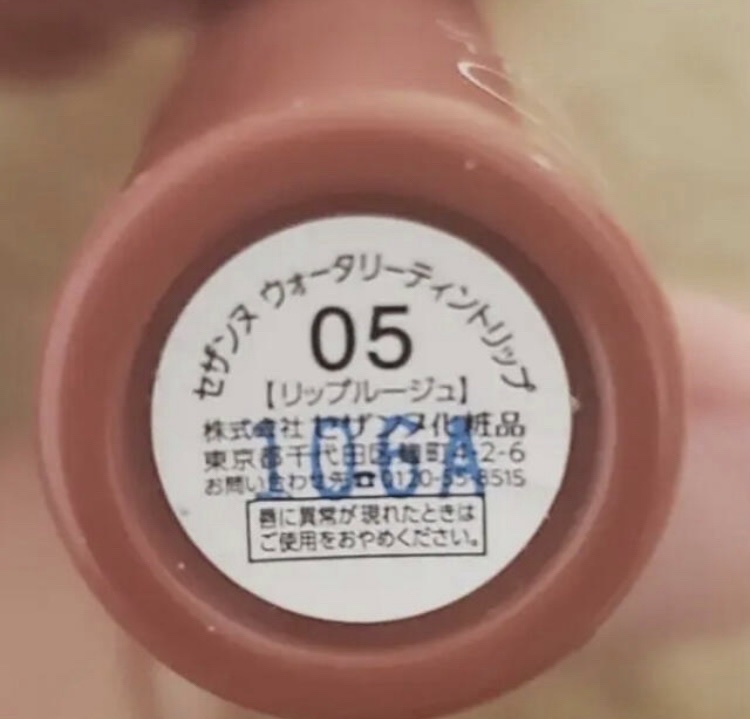 セザンヌ ウォータリーティントリップ
05
【リップルージュ】
株式会社 セザンヌ化粧品
東京都千代田区麹町4-2-6
お問い合わせ先☎0120-55-8515
106A
唇に異常が現れたときは
ご使用をおやめください。